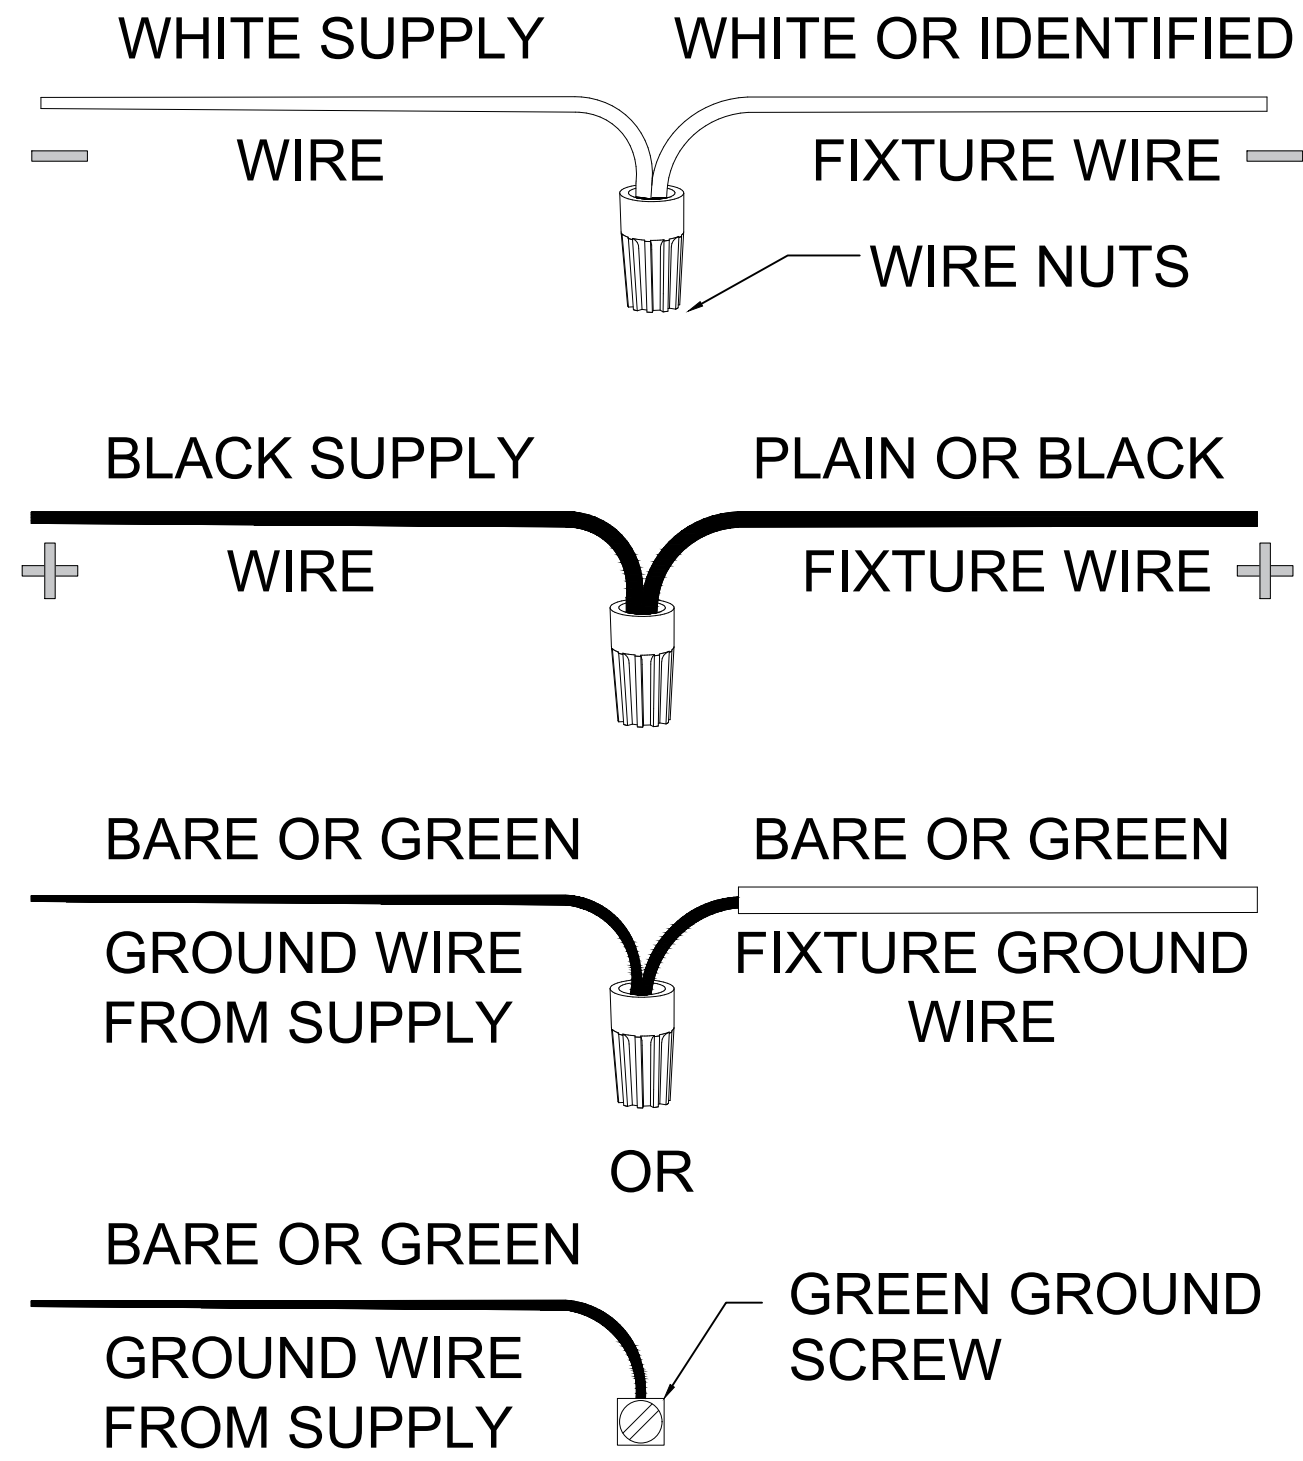 WHITE SUPPLY
WIRE
WHITE OR IDENTIFIED
FIXTURE WIRE
WIRE NUTS
BLACK SUPPLY
WIRE
PLAIN OR BLACK
FIXTURE WIRE
BARE OR GREEN
GROUND WIRE
FROM SUPPLY
BARE OR GREEN
FIXTURE GROUND
WIRE
OR
BARE OR GREEN
GROUND WIRE
FROM SUPPLY
GREEN GROUND
SCREW